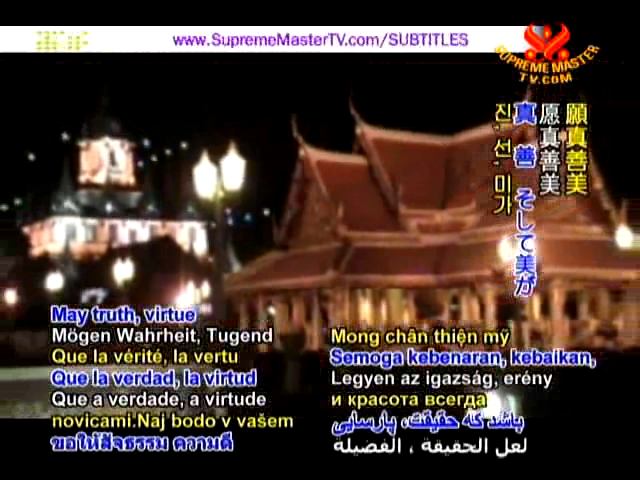 www.SupremeMasterTV.com/SUBTITLES
SUPREME MASTER
TV.COM
願真善美
愿真善美
真 善 そして美が
진, 선, 미가
May truth, virtue
Mögen Wahrheit, Tugend
Que la vérité, la vertu
Que la verdad, la virtud
Que a verdade, a virtude
novicami.Naj bodo v vašem
ขอให้สัจธรรม ความดี
Mong chân thiện mỹ
Semoga kebenaran, kebaikan,
Legyen az igazság, erény
и красота всегда
باشد که حقیقت، پارسایی
لعل الحقيقة ، الفضيلة